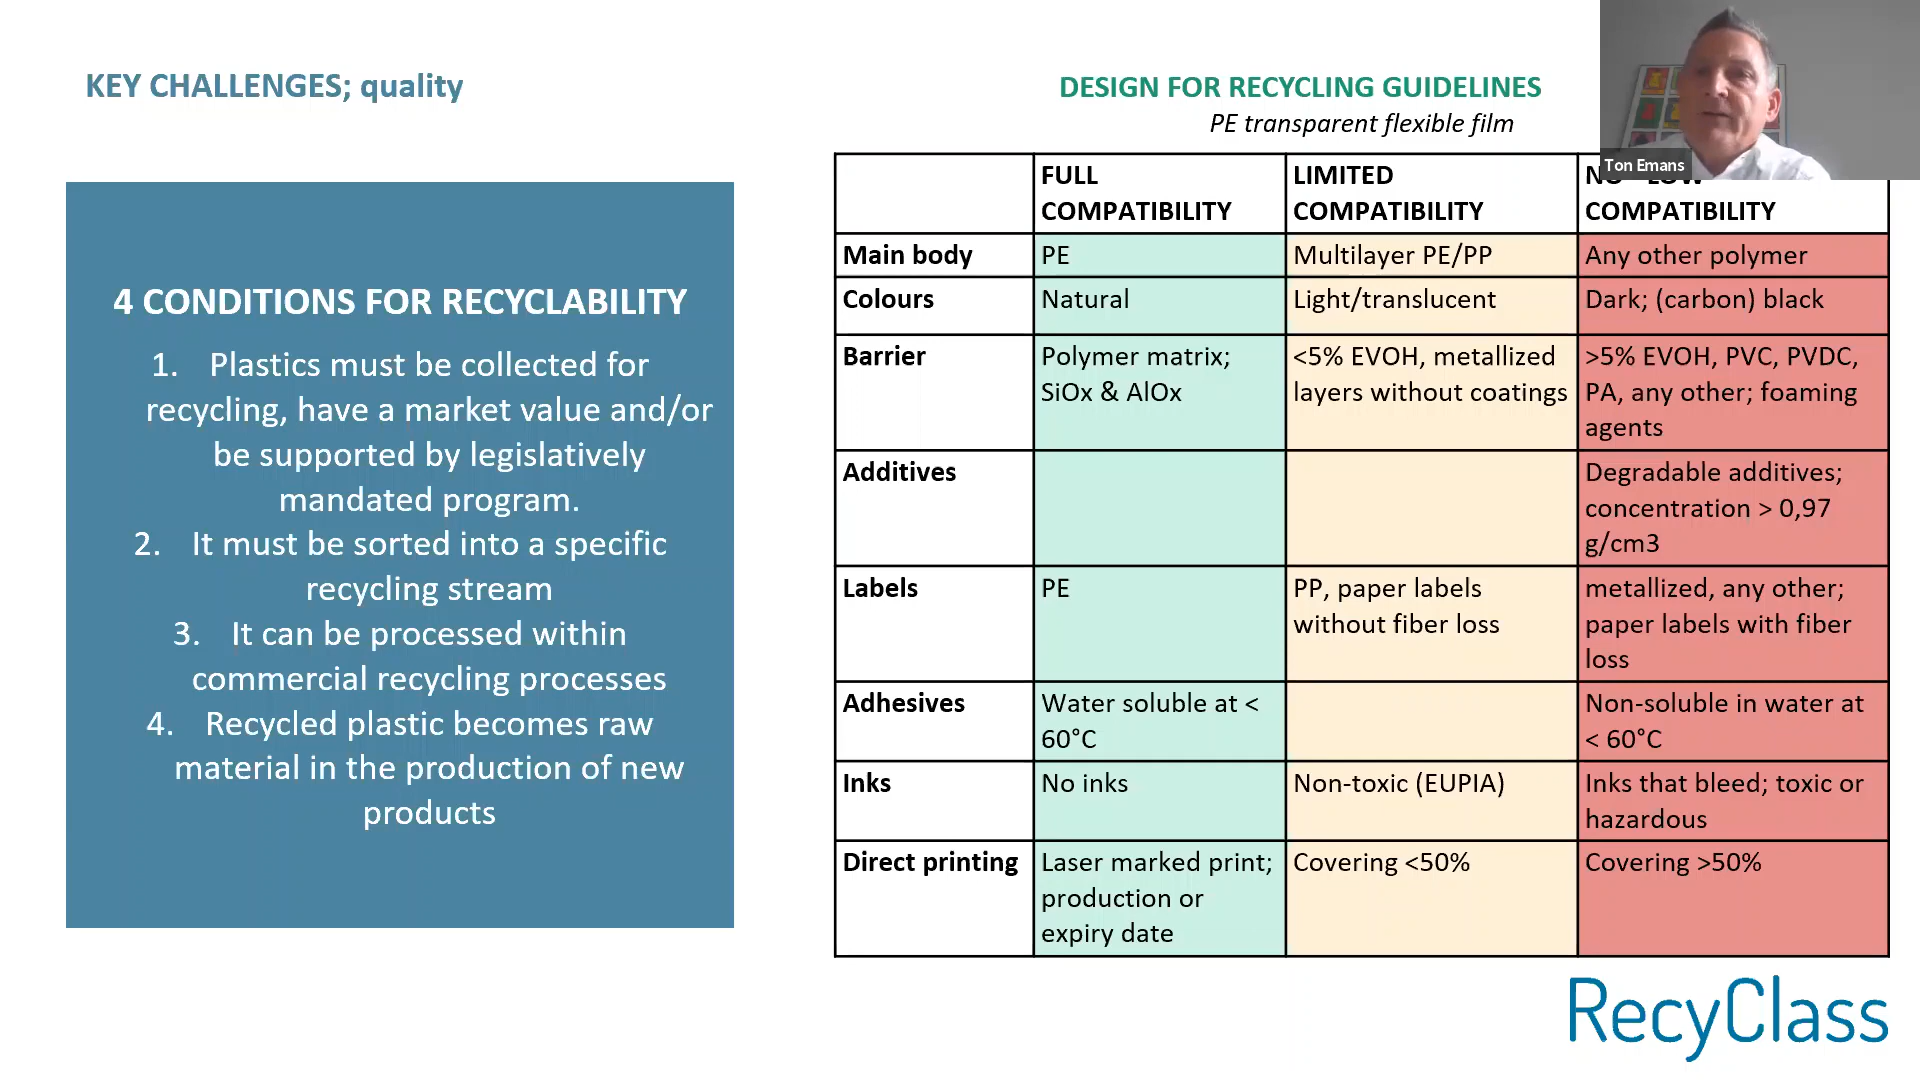 KEY CHALLENGES; quality
4 CONDITIONS FOR RECYCLABILITY
1. Plastics must be collected for
recycling, have a market value and/or
be supported by legislatively
mandated program.
2. It must be sorted into a specific
recycling stream
3. It can be processed within
commercial recycling processes
4. Recycled plastic becomes raw
material in the production of new
products
DESIGN FOR RECYCLING GUIDELINES
PE transparent flexible film
Ton Emans
FULL
COMPATIBILITY
LIMITED
COMPATIBILITY
COMPATIBILITY
Main body
PE
Multilayer PE/PP
Any other polymer
Colours
Natural
Light/translucent
Dark; (carbon) black
Barrier
Polymer matrix;
SiOx & AlOx
<5% EVOH, metallized
layers without coatings
>5% EVOH, PVC, PVDC,
PA, any other; foaming
agents
Additives
Degradable additives;
concentration > 0,97
g/cm3
Labels
PE
PP, paper labels
without fiber loss
metallized, any other;
paper labels with fiber
loss
Adhesives
Water soluble at <
60°C
Non-soluble in water at
< 60°C
Inks
No inks
Non-toxic (EUPIA)
Inks that bleed; toxic or
hazardous
Direct printing
Laser marked print;
production or
expiry date
Covering <50%
Covering >50%
RecyClass